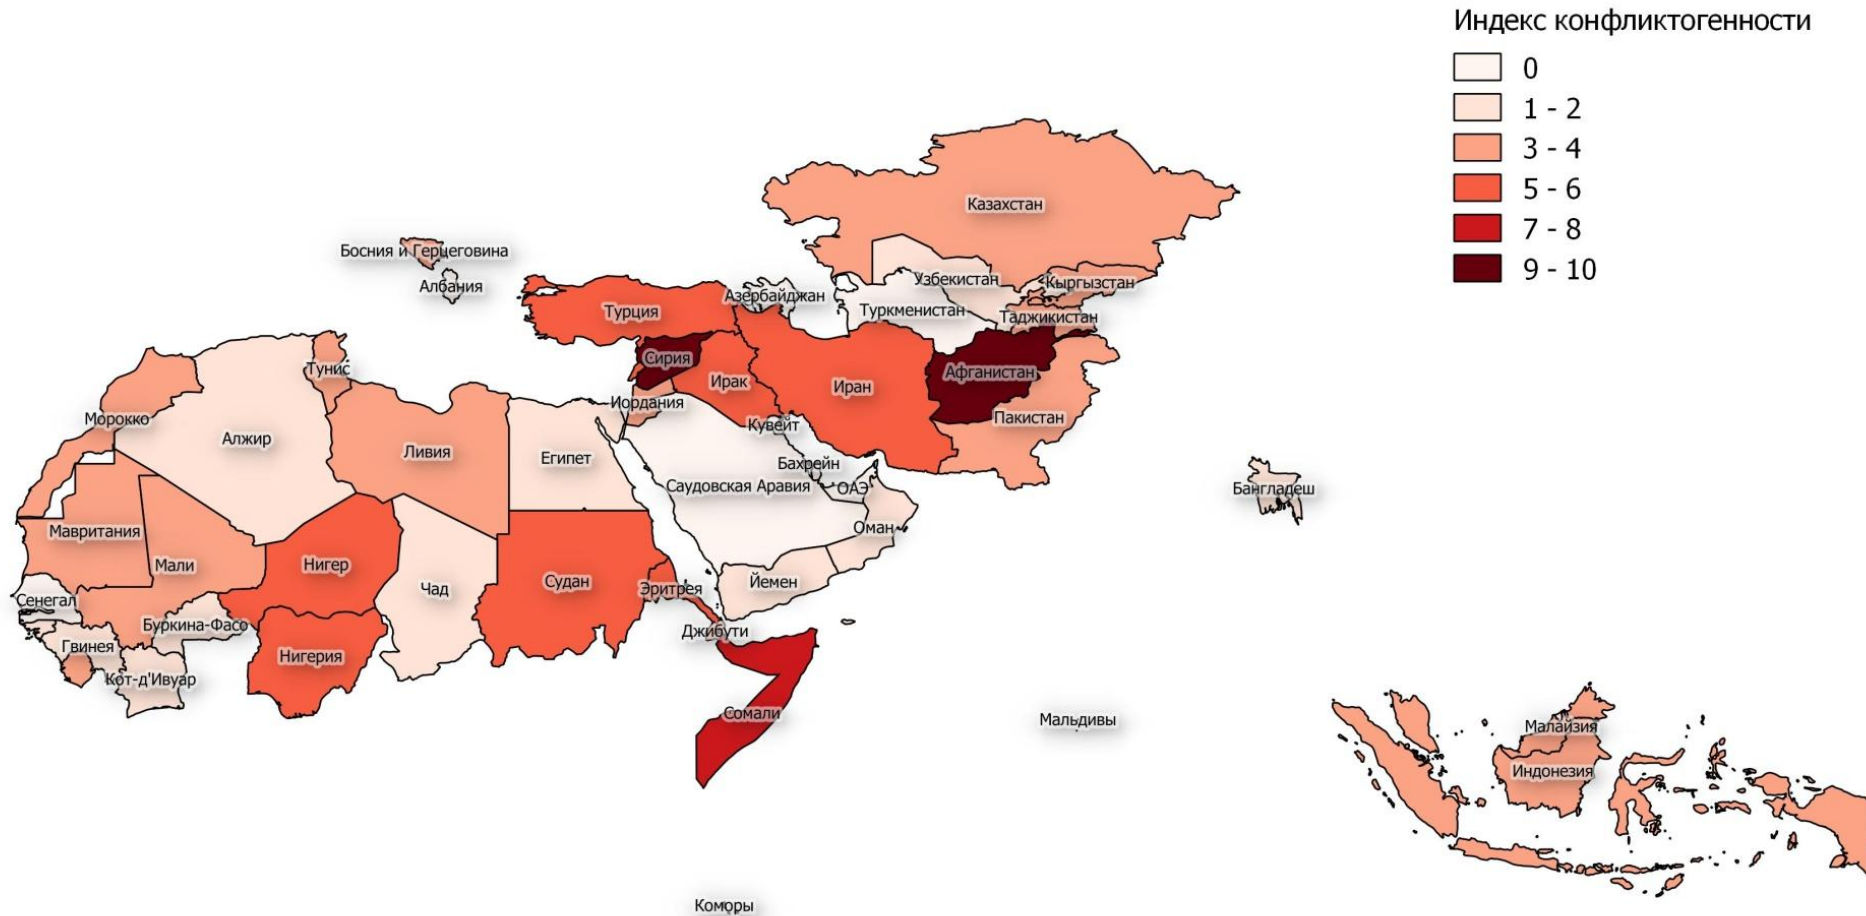 Индекс конфликтогенности
0
1 - 2
3 - 4
5 - 6
7 - 8
9 - 10
Казахстан
Босния и Герцеговина
Албания
Узбекистан
Кыргызстан
Азербайджан
Турция
Туркменистан
Таджикистан
Сирия
Тунис
Ирак
Иран
Афганистан
Иордания
Морокко
Пакистан
Кувейт
Алжир
Ливия
Египет
Бахрейн
Саудовская Аравия
ОАЭ
Бангладеш
Оман
Мавритания
Мали
Нигер
Чад
Судан
Эритрея
Йемен
Сенегал
Буркина-Фасо
Джибути
Гвинея
Нигерия
Кот-д'Ивуар
Сомали
Мальдивы
Малайзия
Индонезия
Коморы